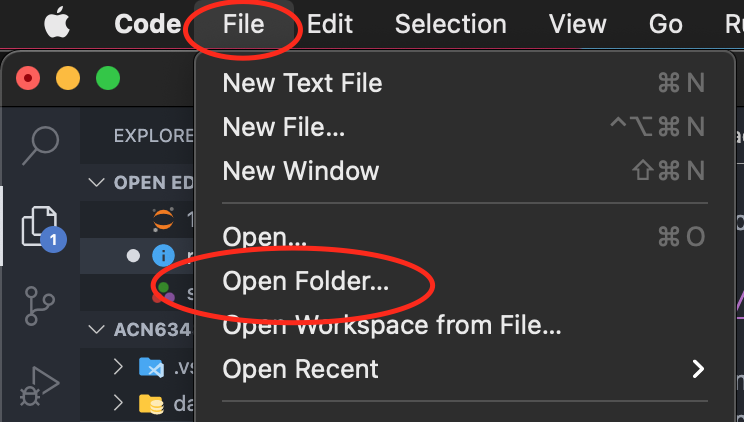 Code File Edit Selection View Go
EXPLORE
OPEN ED
ACN634
New Text File ⌘ N
New File... ^⌥⌘ N
New Window ⇧⌘ N
Open... ⌘ O
Open Folder...
Open Workspace from File...
Open Recent
1
.vs
da